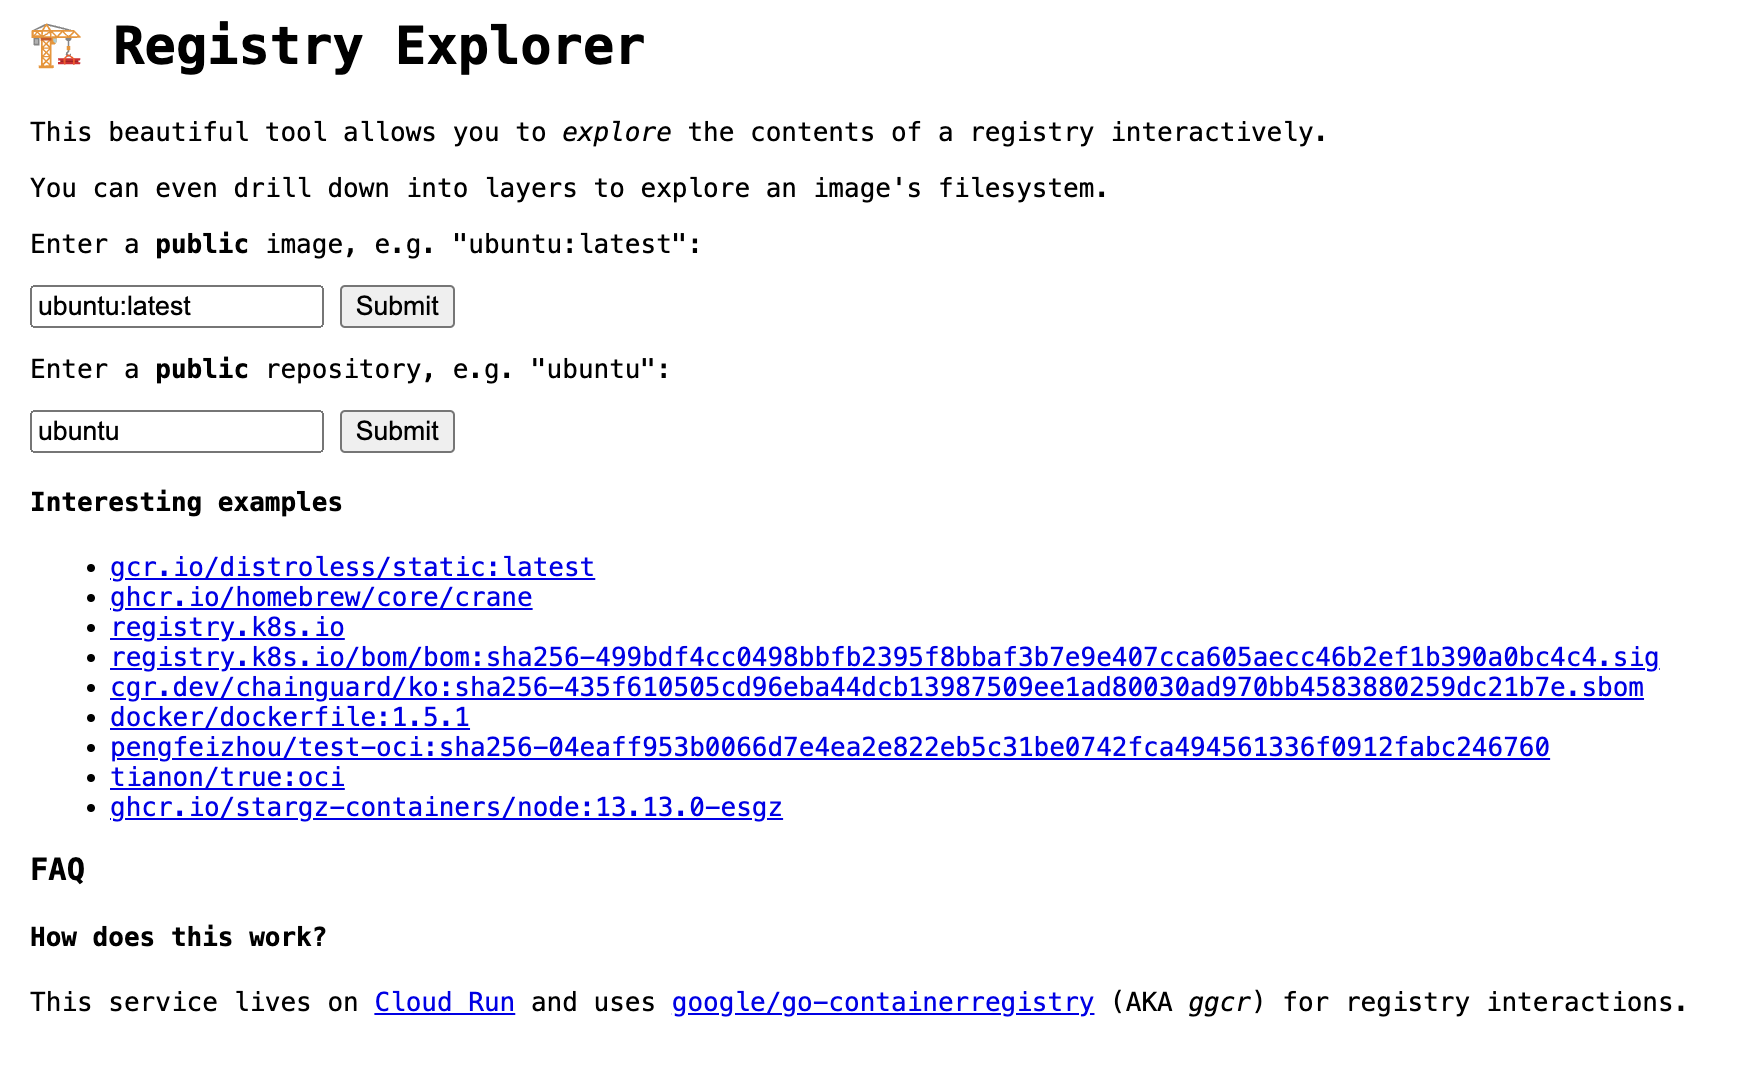 Registry Explorer
This beautiful tool allows you to explore the contents of a registry interactively.
You can even drill down into layers to explore an image's filesystem.
Enter a public image, e.g. "ubuntu:latest":
ubuntu:latest Submit
Enter a public repository, e.g. "ubuntu":
ubuntu Submit
Interesting examples
• gcr.io/distroless/static:latest
• ghcr.io/homebrew/core/crane
• registry.k8s.io
• registry.k8s.io/bom/bom:sha256-499bdf4cc0498bbfb2395f8bbaf3b7e9e407cca605aecc46b2ef1b390a0bc4c4.sig
• cgr.dev/chainguard/ko:sha256-435f610505cd96eba44dcb13987509ee1ad80030ad970bb4583880259dc21b7e.sbom
• docker/dockerfile:1.5.1
• pengfeizhou/test-oci:sha256-04eaff953b0066d7e4ea2e822eb5c31be0742fca494561336f0912fabc246760
• tianon/true:oci
• ghcr.io/stargz-containers/node:13.13.0-esgz
FAQ
How does this work?
This service lives on Cloud Run and uses google/go-containerregistry (AKA ggcr) for registry interactions.